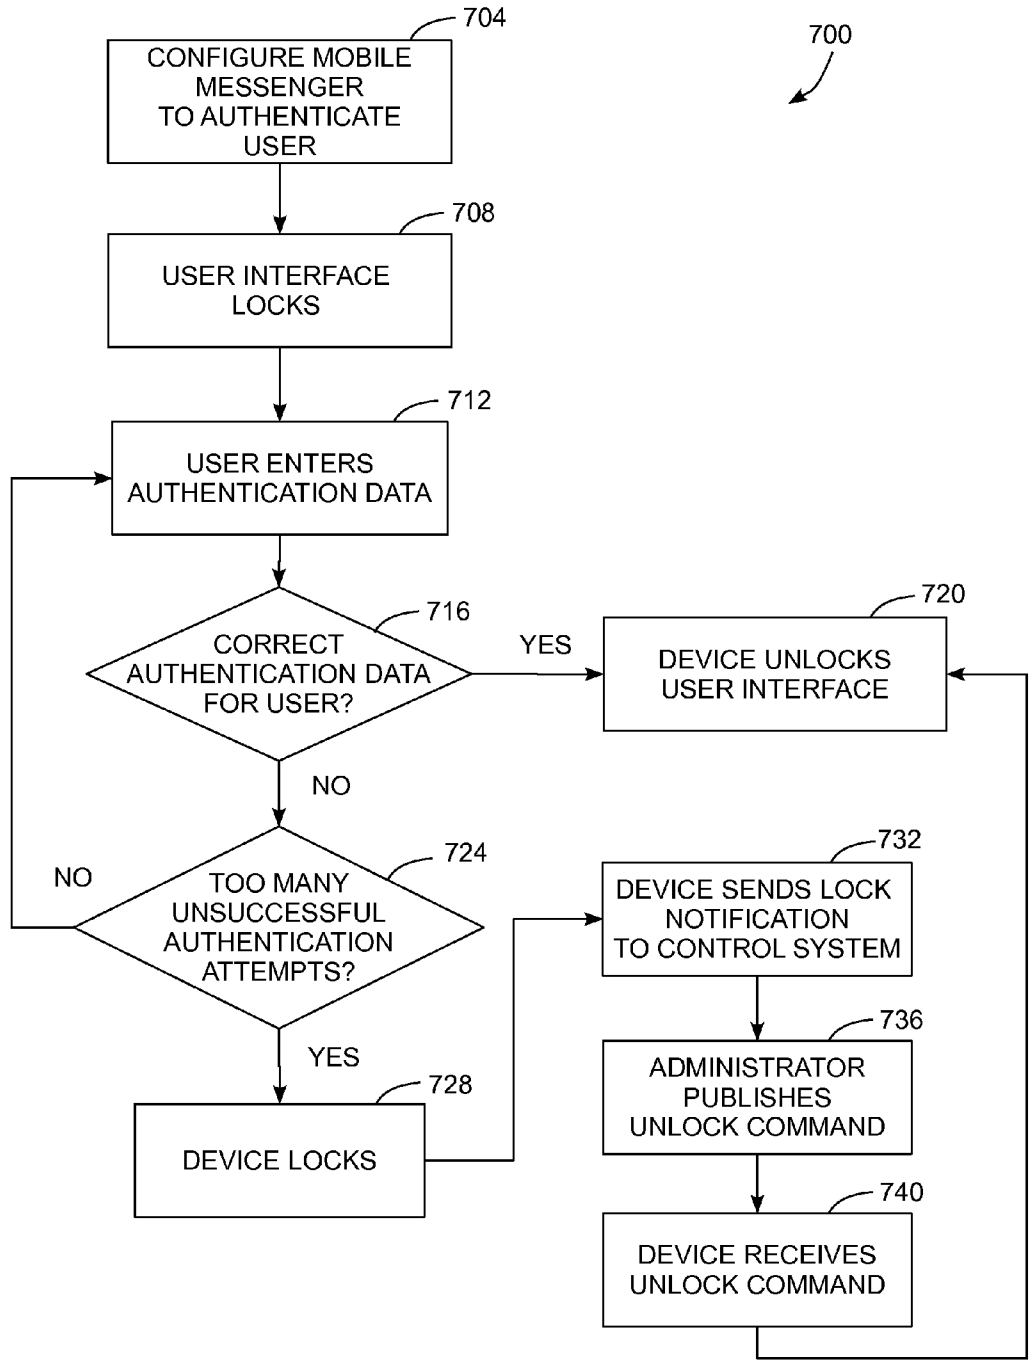 704
700
CONFIGURE MOBILE
MESSENGER
TO AUTHENTICATE
USER
708
USER INTERFACE
LOCKS
712
USER ENTERS
AUTHENTICATION DATA
716
CORRECT
AUTHENTICATION DATA
FOR USER?
YES
720
DEVICE UNLOCKS
USER INTERFACE
NO
724
TOO MANY
UNSUCCESSFUL
AUTHENTICATION
ATTEMPTS?
NO
YES
728
DEVICE LOCKS
732
DEVICE SENDS LOCK
NOTIFICATION
TO CONTROL SYSTEM
736
ADMINISTRATOR
PUBLISHES
UNLOCK COMMAND
740
DEVICE RECEIVES
UNLOCK COMMAND